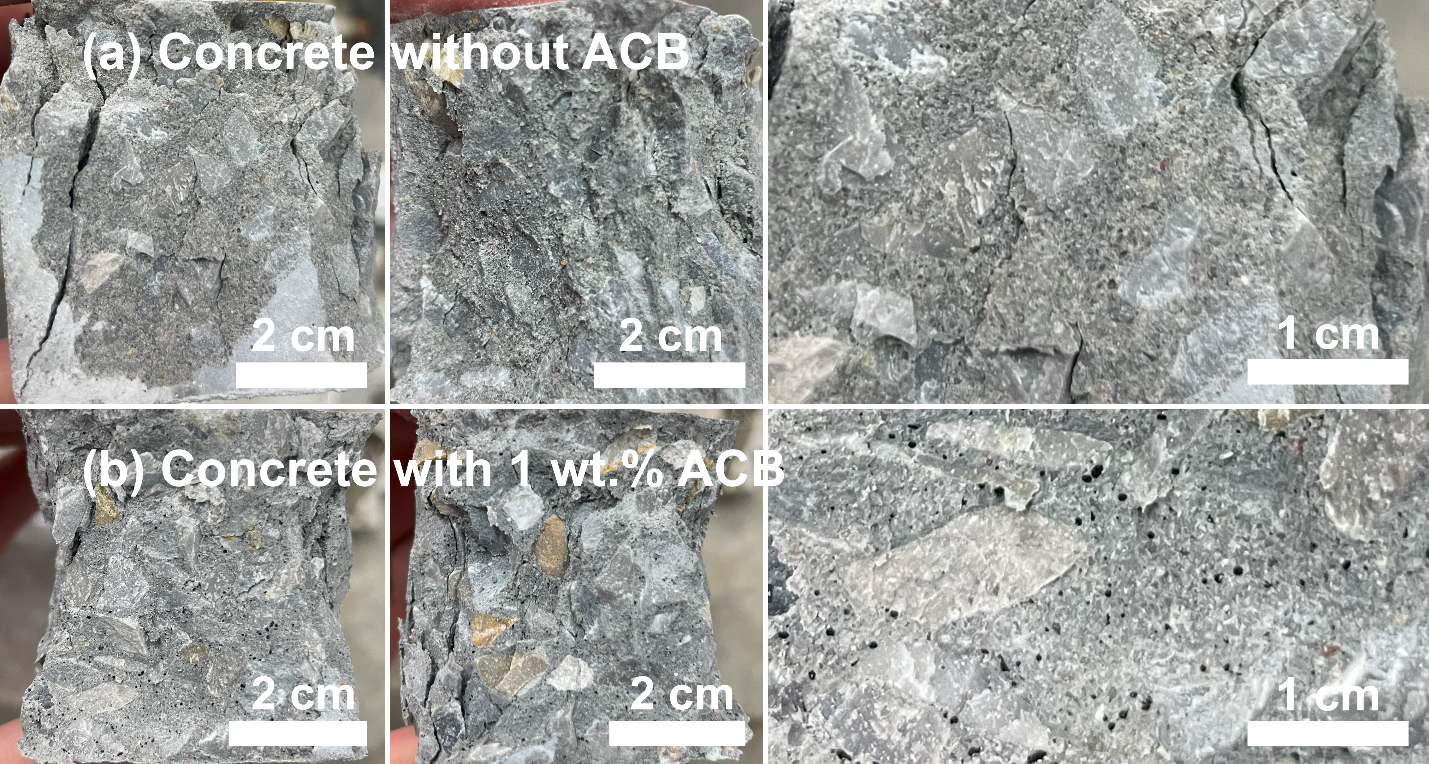 (a) Concrete without ACB
2 cm
2 cm
1 cm
(b) Concrete with 1 wt.% ACB
2 cm
2 cm
1 cm